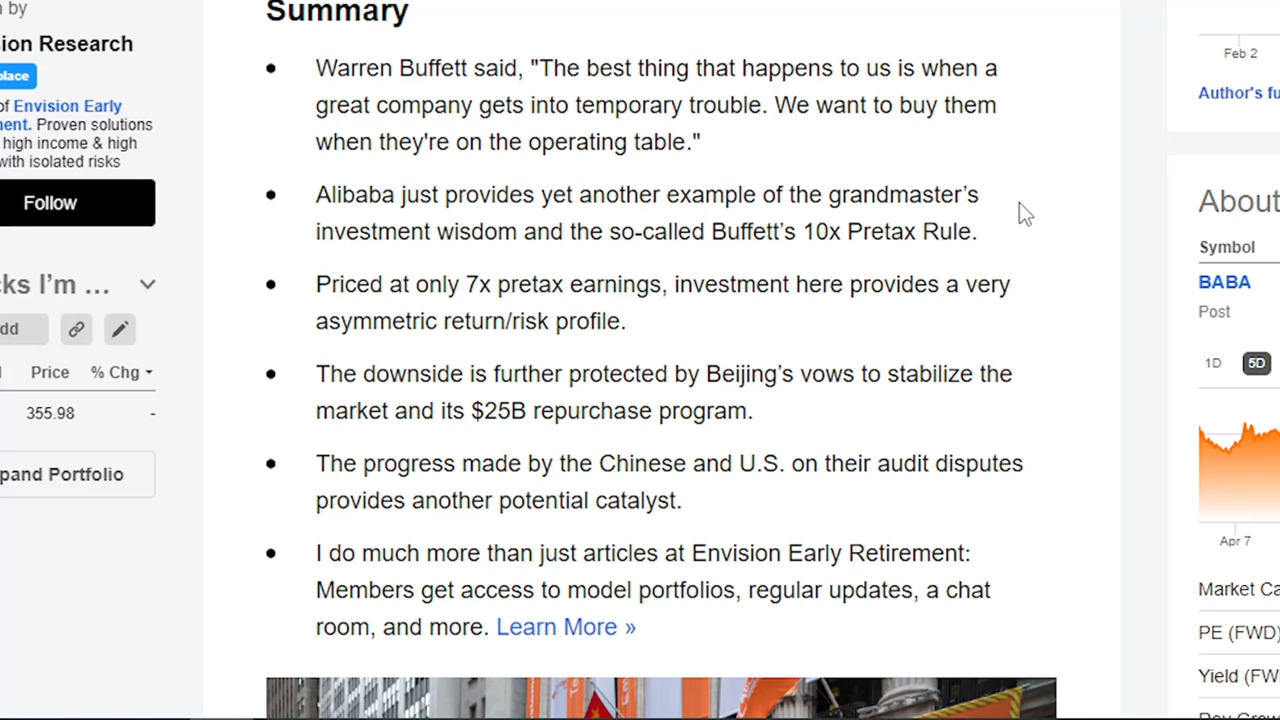 n by
ion Research
place
of Envision Early
ment. Proven solutions
high income & high
with isolated risks
Follow
cks I’m ...
dd
Price % Chg
355.98 -
pand Portfolio
Summary
Warren Buffett said, "The best thing that happens to us is when a
great company gets into temporary trouble. We want to buy them
when they're on the operating table."
Alibaba just provides yet another example of the grandmaster’s
investment wisdom and the so-called Buffett’s 10x Pretax Rule.
Priced at only 7x pretax earnings, investment here provides a very
asymmetric return/risk profile.
The downside is further protected by Beijing’s vows to stabilize the
market and its $25B repurchase program.
The progress made by the Chinese and U.S. on their audit disputes
provides another potential catalyst.
I do much more than just articles at Envision Early Retirement:
Members get access to model portfolios, regular updates, a chat
room, and more. Learn More »
Feb 2
Author's fu
About
Symbol
BABA
Post
1D 5D
Apr 7
Market Ca
PE (FWD)
Yield (FW